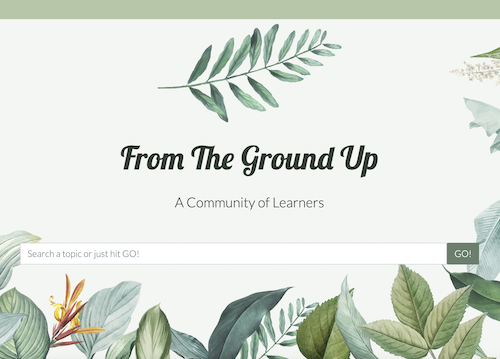 From The Ground Up
A Community of Learners
Search a topic or just hit GO! GO!